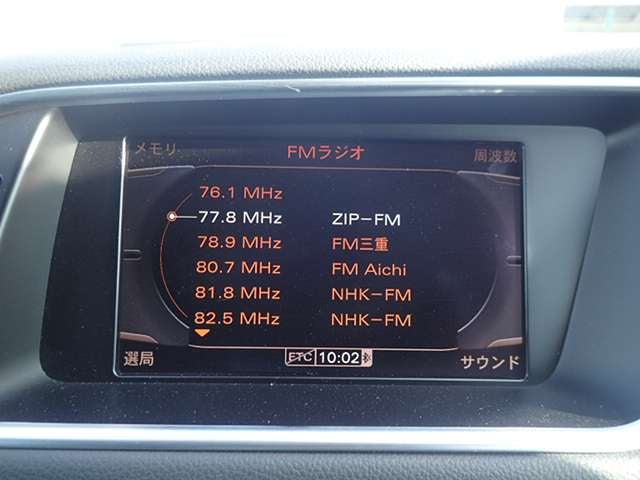 メモリ FMラジオ 周波数
76.1 MHz
77.8 MHz ZIP-FM
78.9 MHz FM三重
80.7 MHz FM Aichi
81.8 MHz NHK-FM
82.5 MHz NHK-FM
選局 ETC 10:02 サウンド